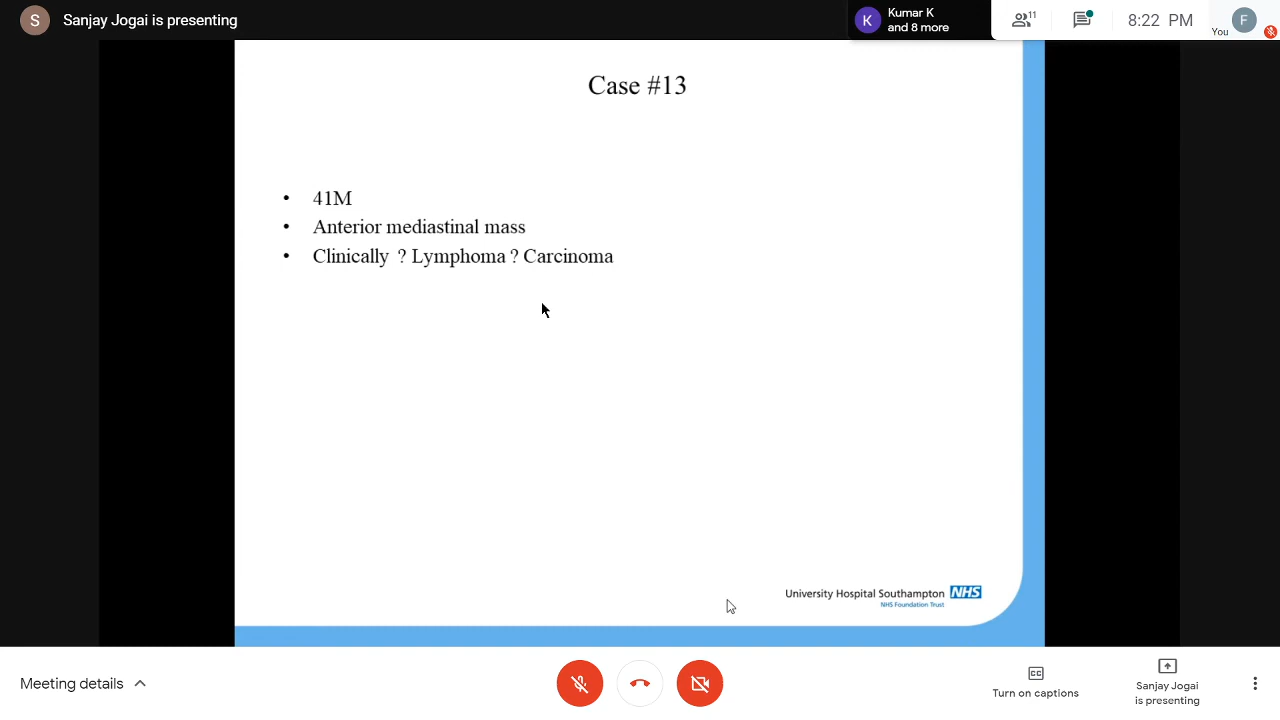 S Sanjay Jogai is presenting
K Kumar K
and 8 more
11
8:22 PM
You
F
Case #13
• 41M
• Anterior mediastinal mass
• Clinically ? Lymphoma ? Carcinoma
University Hospital Southampton NHS
NHS Foundation Trust
Meeting details
CC
Turn on captions
Sanjay Jogai
is presenting